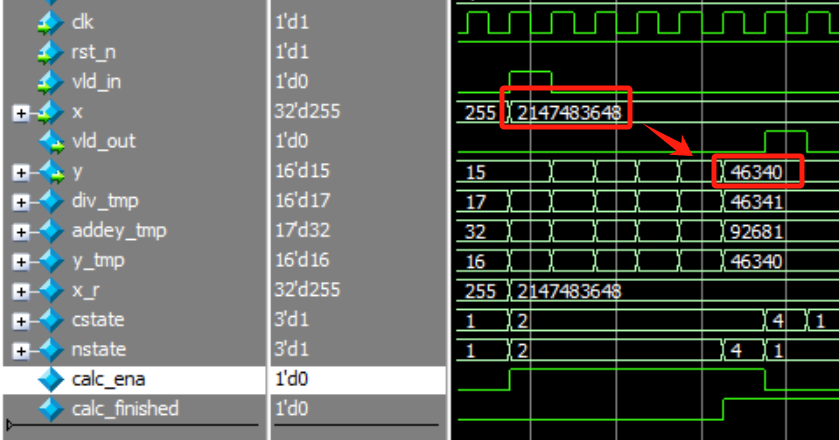 clk 1'd1
rst_n 1'd1
vld_in 1'd0
x 32'd255 255 2147483648
vld_out 1'd0
y 16'd15 15 46340
div_tmp 16'd17 17 46341
addey_tmp 17'd32 32 92681
y_tmp 16'd16 16 46340
x_r 32'd255 255 2147483648
cstate 3'd1 1 2 4 1
nstate 3'd1 1 2 4 1
calc_ena 1'd0
calc_finished 1'd0